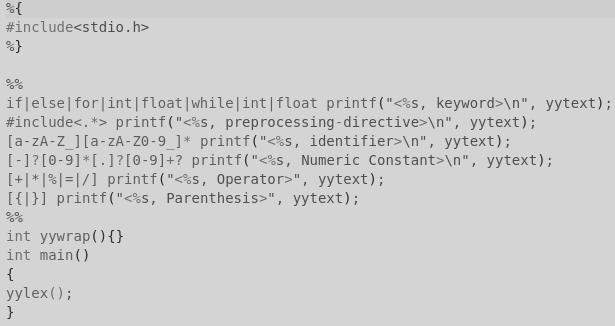 %{
#include<stdio.h>
%}
%%
if|else|for|int|float|while|int|float printf("<%s, keyword>\n", yytext);
#include<.*> printf("<%s, preprocessing-directive>\n", yytext);
[a-zA-Z_][a-zA-Z0-9_]* printf("<%s, identifier>\n", yytext);
[-]?[0-9]*[.]?[0-9]+? printf("<%s, Numeric Constant>\n", yytext);
[+|*|%|=|/] printf("<%s, Operator>", yytext);
[{|}] printf("<%s, Parenthesis>", yytext);
%%
int yywrap(){}
int main()
{
yylex();
}